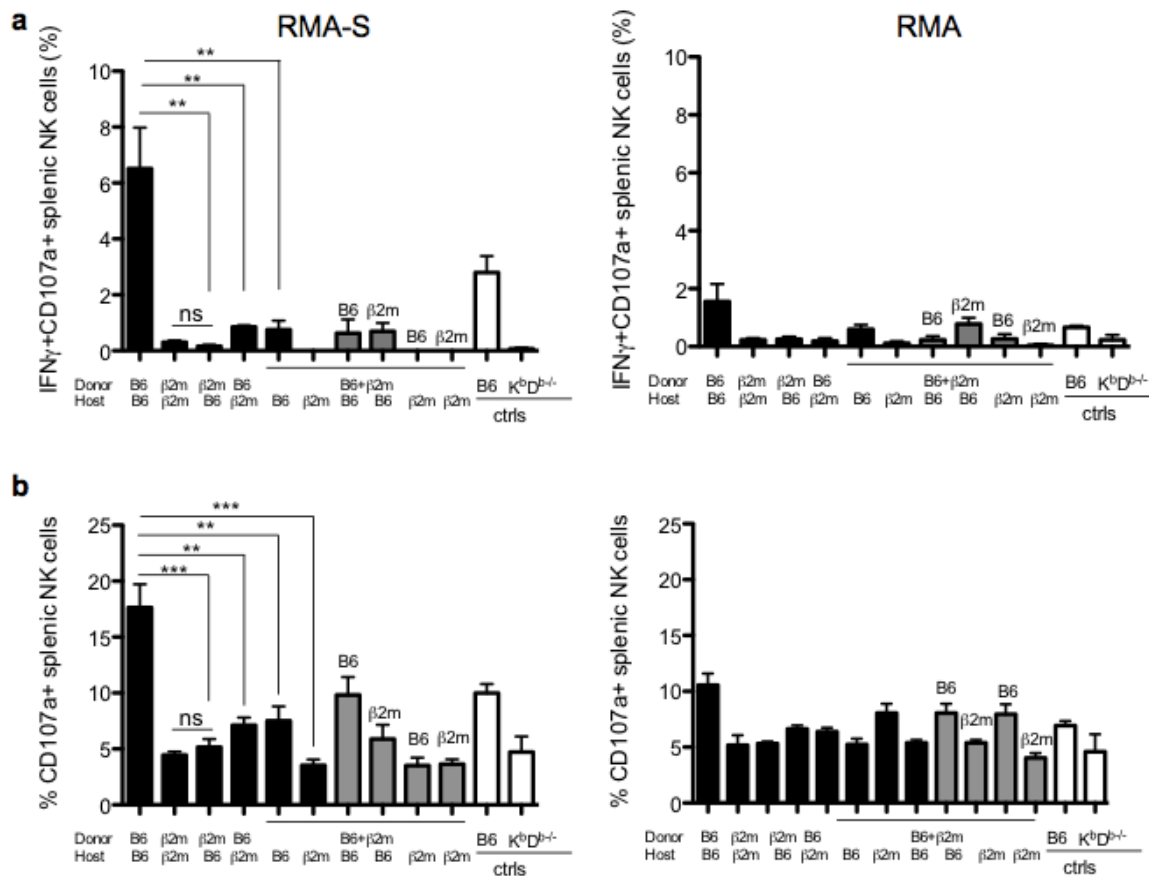 a
RMA-S
RMA
IFNγ+CD107a+ splenic NK cells (%)
10
8
6
4
2
0
**
**
**
ns
B6
β2m
B6
β2m
Donor B6 β2m β2m B6 B6+β2m B6 KᵇDᵇ⁻/⁻
Host B6 β2m B6 β2m B6 β2m B6 B6 β2m β2m ctrls
IFNγ+CD107a+ splenic NK cells (%)
10
8
6
4
2
0
B6
β2m
B6
β2m
Donor B6 β2m β2m B6 B6+β2m B6 KᵇDᵇ⁻/⁻
Host B6 β2m B6 β2m B6 β2m B6 B6 β2m β2m ctrls
b
% CD107a+ splenic NK cells
25
20
15
10
5
0
***
**
**
***
ns
B6
β2m
B6
β2m
Donor B6 β2m β2m B6 B6+β2m B6 KᵇDᵇ⁻/⁻
Host B6 β2m B6 β2m B6 β2m B6 B6 β2m β2m ctrls
% CD107a+ splenic NK cells
25
20
15
10
5
0
B6
β2m
B6
β2m
Donor B6 β2m β2m B6 B6+β2m B6 KᵇDᵇ⁻/⁻
Host B6 β2m B6 β2m B6 β2m B6 B6 β2m β2m ctrls